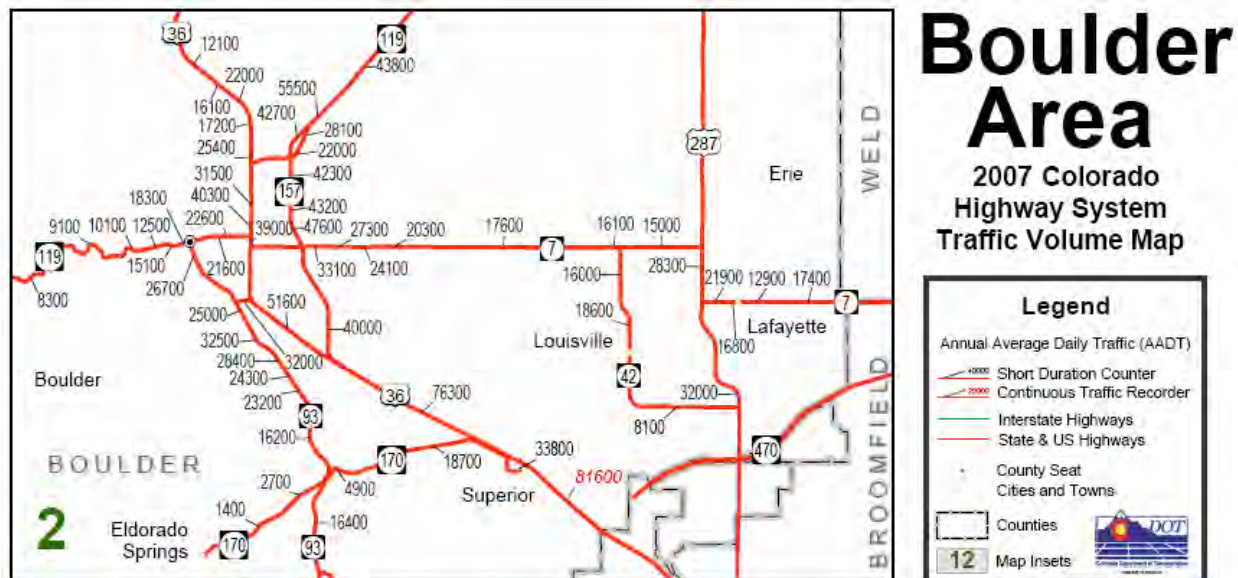 36
119
12100
43800
22000
55500
16100
42700
17200
28100
25400
22000
287
42300
31500
157
Erie
WELD
40300
43200
18300
22600
47600
9100
10100
12500
39000
27300
20300
17600
16100
15000
119
7
15100
21600
33100
24100
28300
8300
26700
16000
21900
12900
17400
7
51600
25000
18600
40000
Lafayette
32500
Louisville
16800
28400
32000
Boulder
24300
42
36
32000
23200
76300
93
8100
16200
33800
470
BOULDER
170
18700
2700
4900
81600
Superior
1400
16400
2
Eldorado
Springs
170
93
BROOMFIELD
Boulder
Area
2007 Colorado
Highway System
Traffic Volume Map
Legend
Annual Average Daily Traffic (AADT)
Short Duration Counter
Continuous Traffic Recorder
Interstate Highways
State & US Highways
County Seat
Cities and Towns
Counties
DOT
12 Map Insets